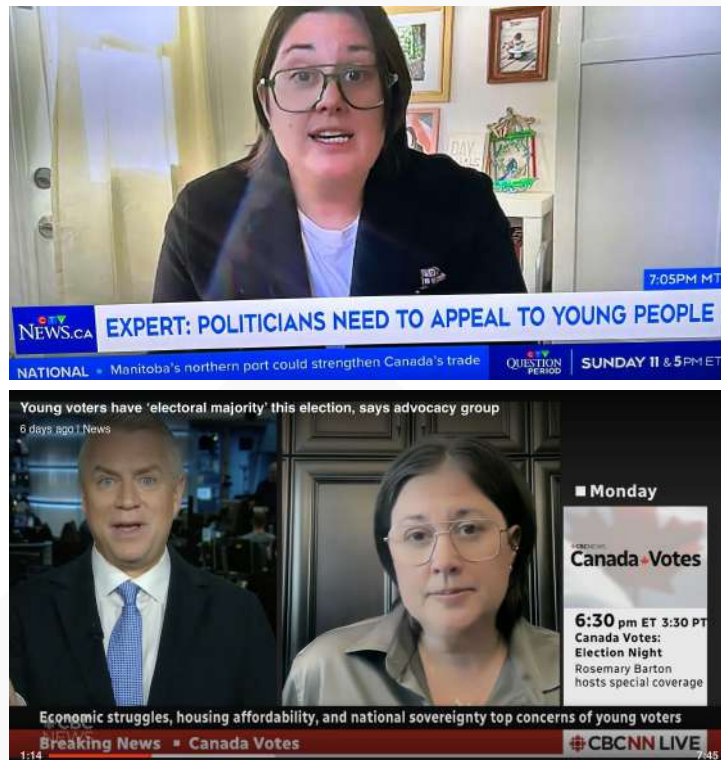 7:05PM MT
CTV
NEWS.CA
EXPERT: POLITICIANS NEED TO APPEAL TO YOUNG PEOPLE
NATIONAL
Manitoba's northern port could strengthen Canada's trade
CTV
QUESTION
PERIOD
SUNDAY 11 & 5PM ET
Young voters have 'electoral majority' this election, says advocacy group
6 days ago | News
Monday
CBCNEWS
Canada Votes
6:30 pm ET 3:30 PT
Canada Votes:
Election Night
Rosemary Barton
hosts special coverage
Economic struggles, housing affordability, and national sovereignty top concerns of young voters
CBC
NEWS
Breaking News ▪ Canada Votes
CBCNN LIVE
1:14
7:45